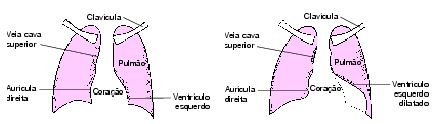 Clavícula
Veia cava
superior
Pulmão
Aurícula
direita
Coração
Ventrículo
esquerdo
Clavícula
Veia cava
superior
Pulmão
Aurícula
direita
Coração
Ventrículo
esquerdo
dilatado